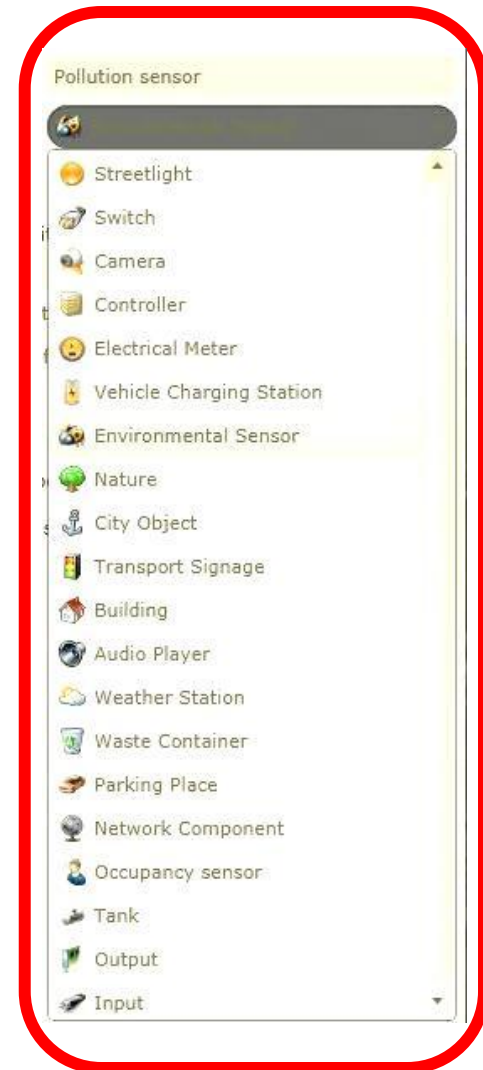 Pollution sensor
Streetlight
Switch
Camera
Controller
Electrical Meter
Vehicle Charging Station
Environmental Sensor
Nature
City Object
Transport Signage
Building
Audio Player
Weather Station
Waste Container
Parking Place
Network Component
Occupancy sensor
Tank
Output
Input